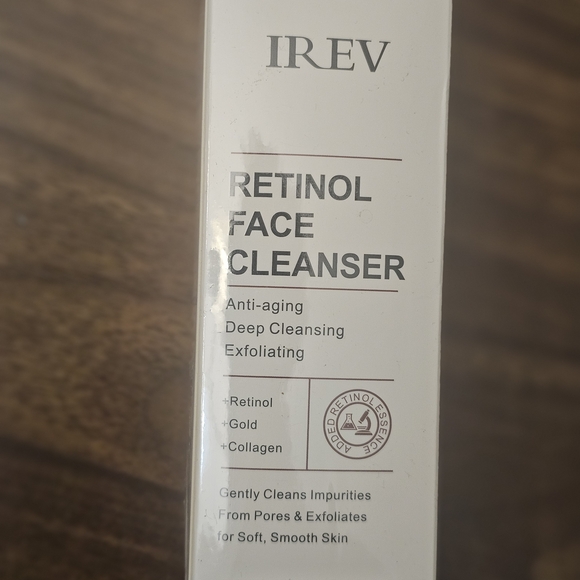 IREV
RETINOL
FACE
CLEANSER
Anti-aging
Deep Cleansing
Exfoliating
+Retinol
+Gold
+Collagen
ADDED RETINOL ESSENCE
Gently Cleans Impurities
From Pores & Exfoliates
for Soft, Smooth Skin